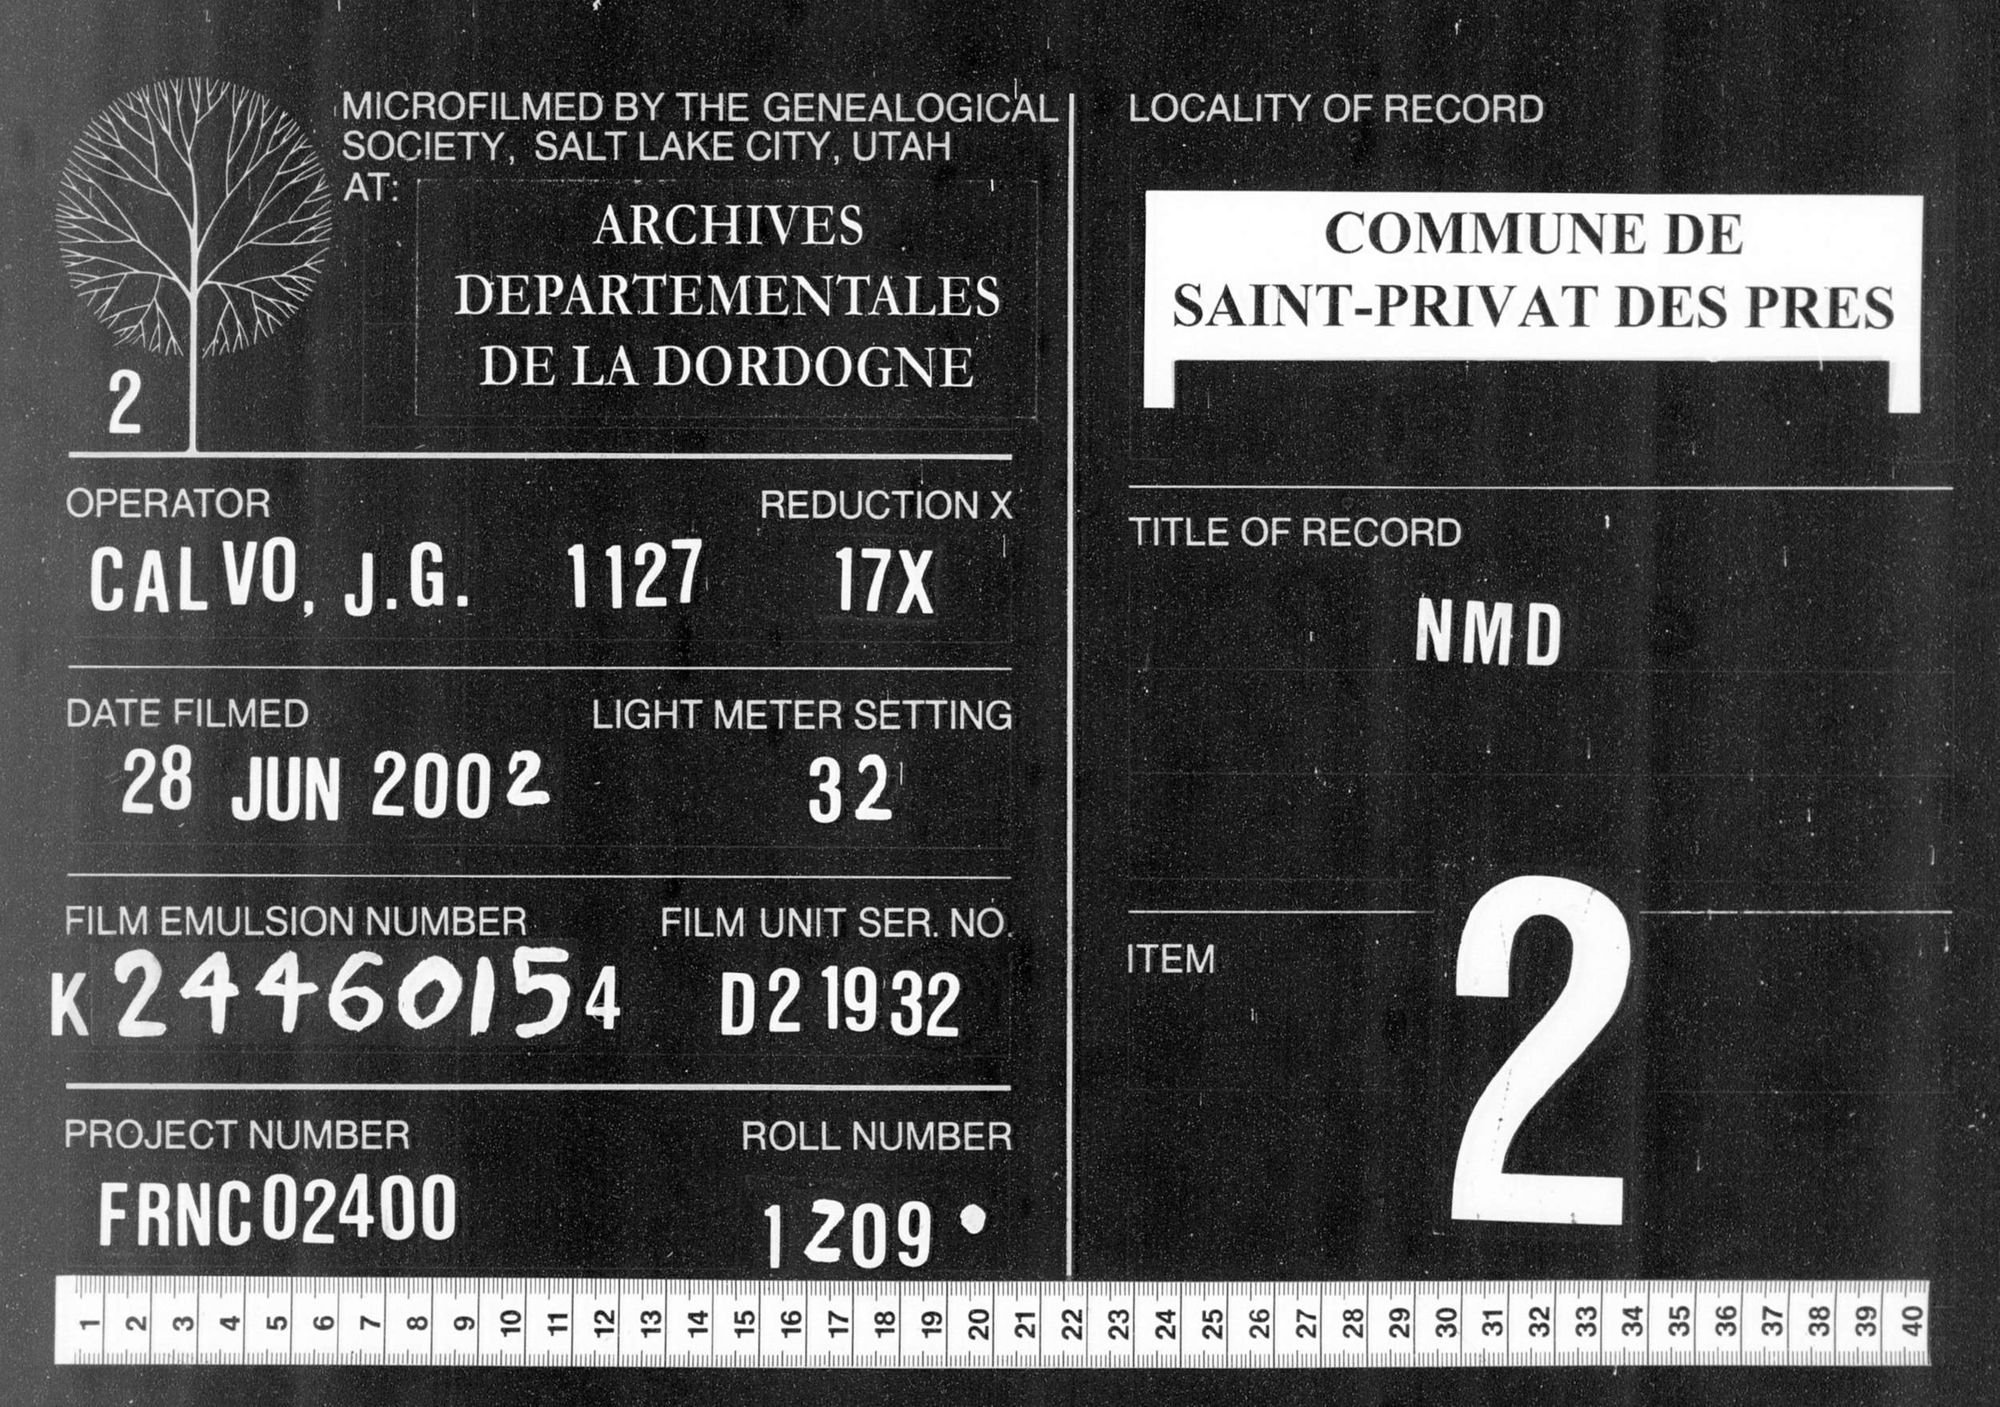 MICROFILMED BY THE GENEALOGICAL
SOCIETY, SALT LAKE CITY, UTAH
AT:
ARCHIVES
DEPARTEMENTALES
DE LA DORDOGNE
2
OPERATOR
REDUCTION X
CALVO, J.G. 1127
17X
DATE FILMED
LIGHT METER SETTING
28 JUN 2002
32
FILM EMULSION NUMBER
FILM UNIT SER. NO.
K 24460154
D21932
PROJECT NUMBER
ROLL NUMBER
FRNC02400
1209
LOCALITY OF RECORD
COMMUNE DE
SAINT-PRIVAT DES PRES
TITLE OF RECORD
NMD
ITEM
2
1 2 3 4 5 6 7 8 9 10 11 12 13 14 15 16 17 18 19 20 21 22 23 24 25 26 27 28 29 30 31 32 33 34 35 36 37 38 39 40